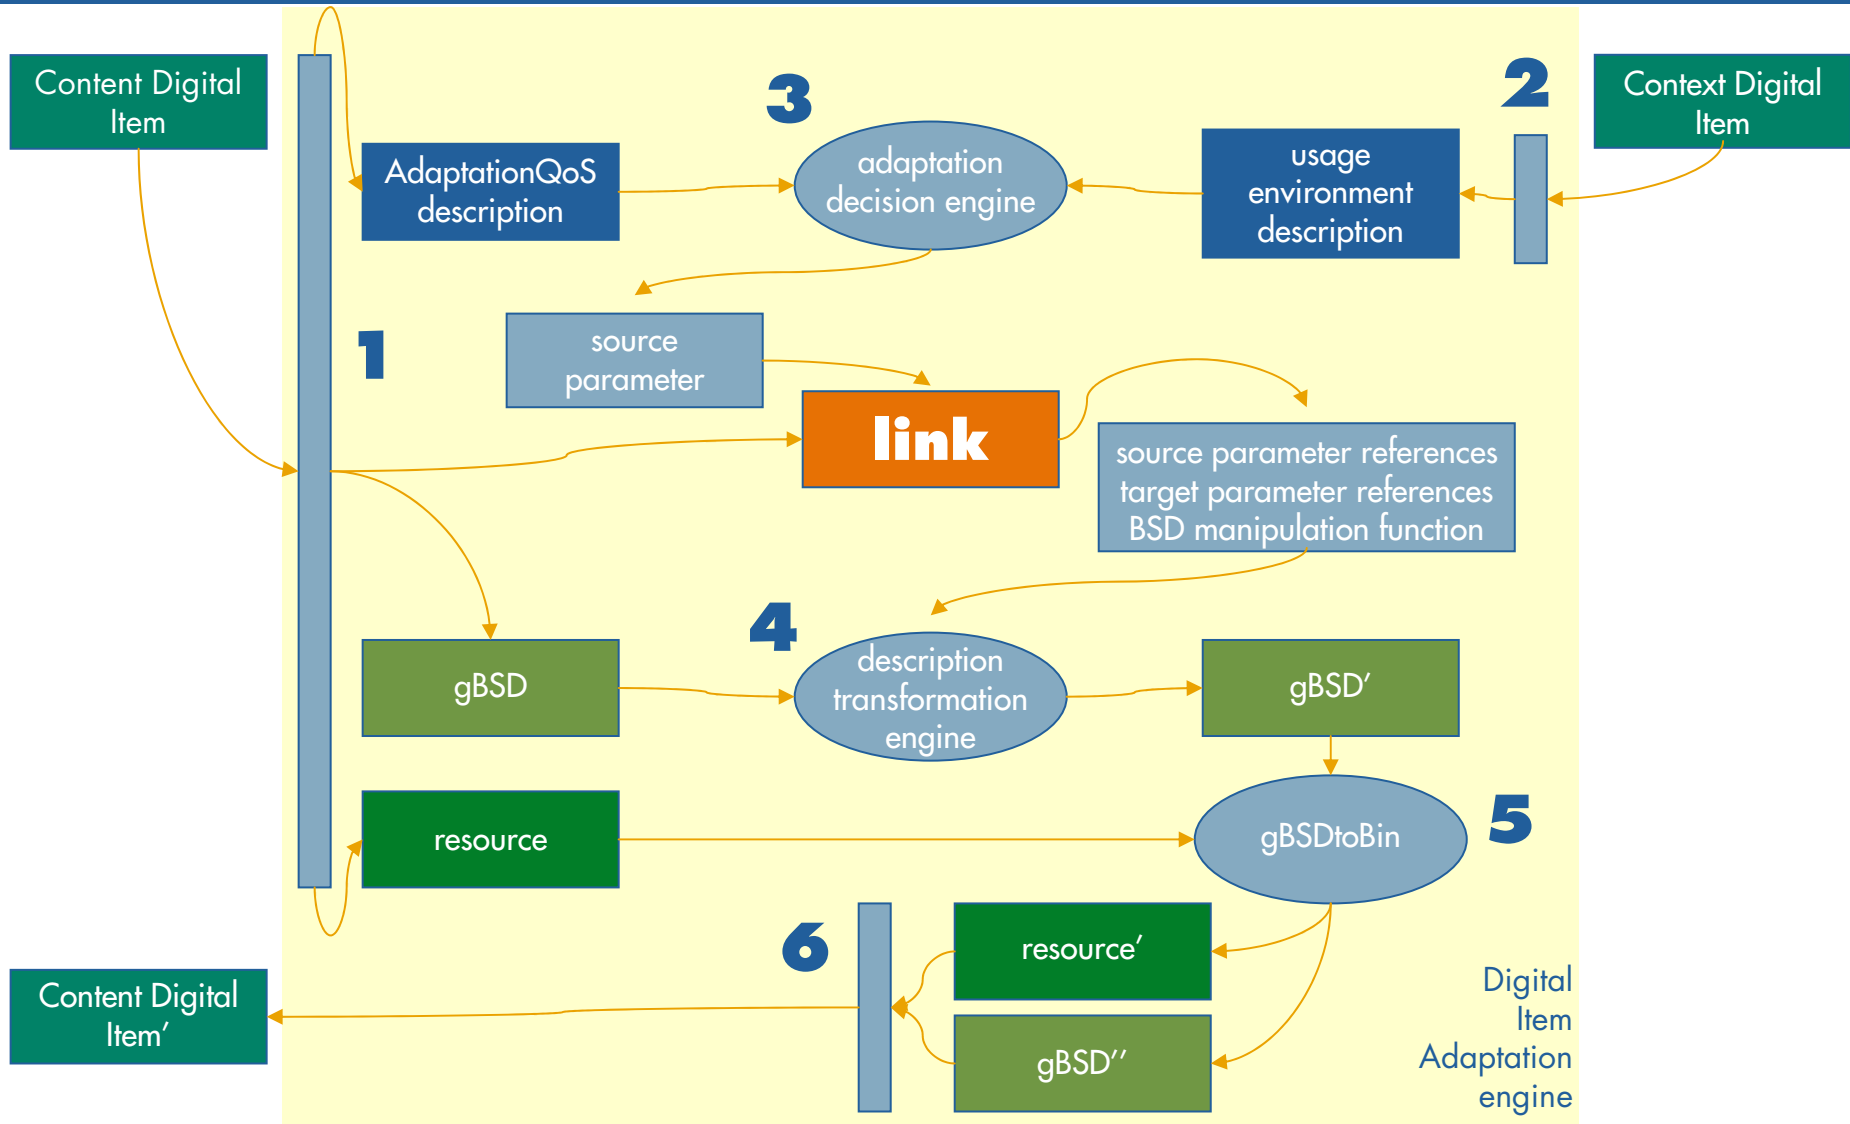 Content Digital
Item
3
2
Context Digital
Item
AdaptationQoS
description
adaptation
decision engine
usage
environment
description
1
source
parameter
link
source parameter references
target parameter references
BSD manipulation function
4
gBSD
description
transformation
engine
gBSD′
resource
gBSDtoBin
5
6
resource′
Content Digital
Item′
gBSD′′
Digital
Item
Adaptation
engine